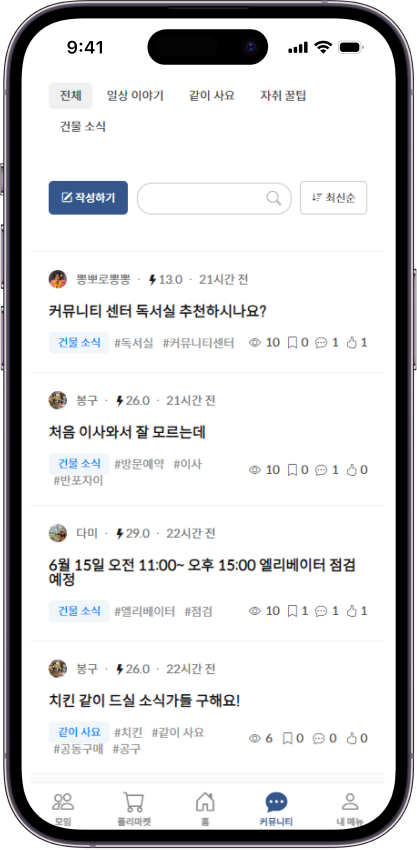 9:41
전체 일상 이야기 같이 사요 자취 꿀팁
건물 소식
작성하기 최신순
뽕뽀로뽕뽕 · 13.0 · 21시간 전
커뮤니티 센터 독서실 추천하시나요?
건물 소식 #독서실 #커뮤니티센터 10 0 1 1
봉구 · 26.0 · 21시간 전
처음 이사와서 잘 모르는데
건물 소식 #방문예약 #이사
#반포자이 10 0 1 0
다미 · 29.0 · 22시간 전
6월 15일 오전 11:00~ 오후 15:00 엘리베이터 점검
예정
건물 소식 #엘리베이터 #점검 10 1 1 1
봉구 · 26.0 · 22시간 전
치킨 같이 드실 소식가들 구해요!
같이 사요 #치킨 #같이 사요
#공동구매 #공구 6 0 0 0
모임 플리마켓 홈 커뮤니티 내 메뉴